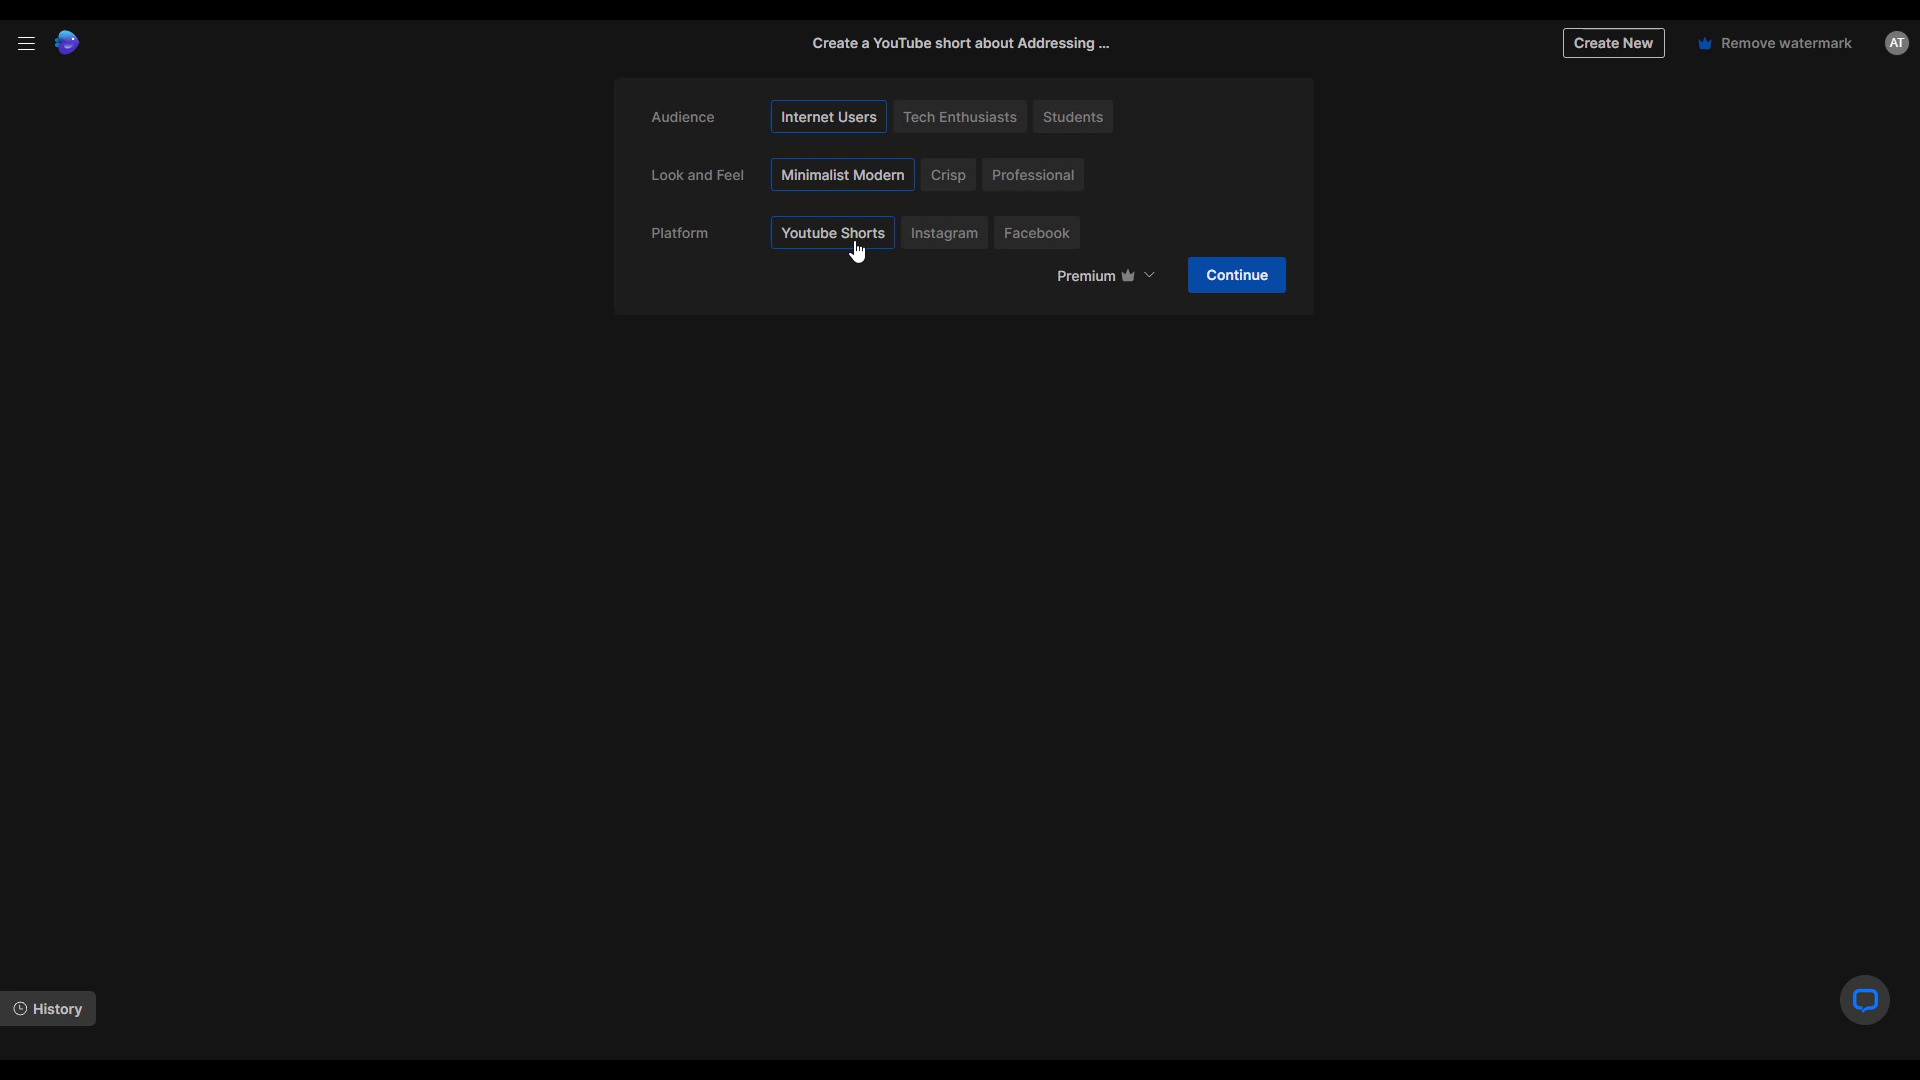 Create a YouTube short about Addressing ...
Create New
Remove watermark
AT
Audience Internet Users Tech Enthusiasts Students
Look and Feel Minimalist Modern Crisp Professional
Platform Youtube Shorts Instagram Facebook
Premium Continue
History